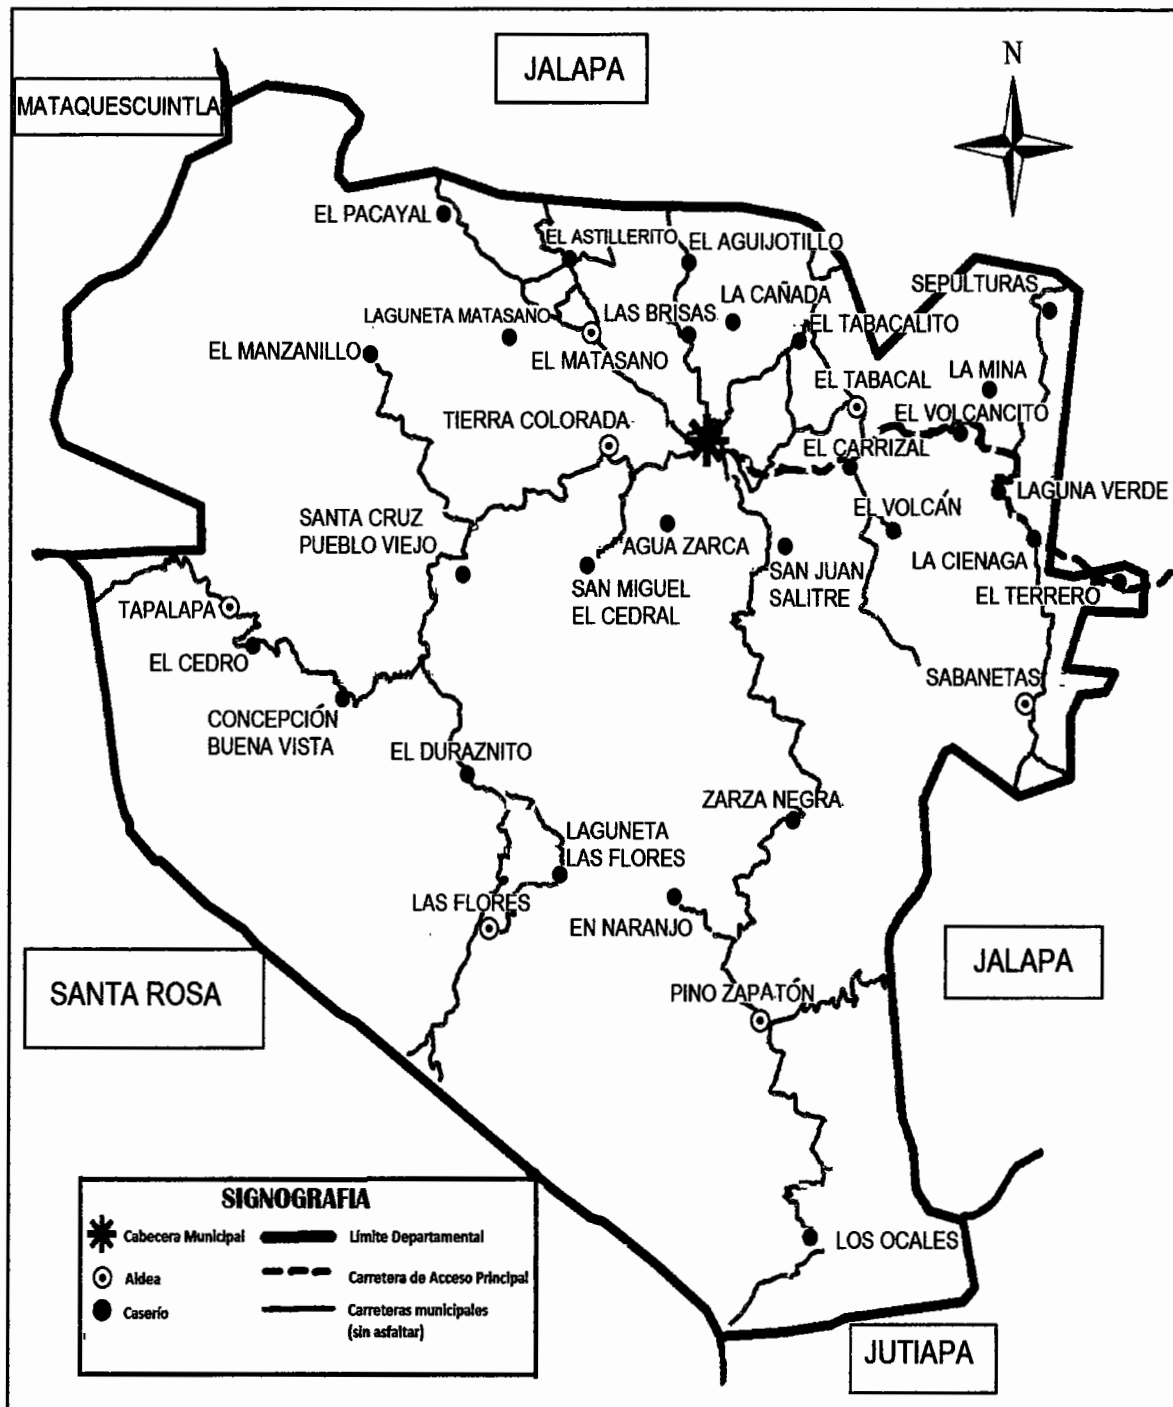 JALAPA
N
MATAQUESCUINTLA
EL PACAYAL
EL ASTILLERITO
EL AGUIJOTILLO
SEPULTURAS
LA CAÑADA
LAGUNETA MATASANO
LAS BRISAS
EL TABACALITO
EL MANZANILLO
EL MATASANO
EL TABACAL
LA MINA
TIERRA COLORADA
EL VOLCANCITO
EL CARRIZAL
LAGUNA VERDE
SANTA CRUZ
PUEBLO VIEJO
EL VOLCÁN
AGUA ZARCA
LA CIENAGA
SAN JUAN
SALITRE
SAN MIGUEL
EL CEDRAL
EL TERRERO
TAPALAPA
EL CEDRO
SABANETAS
CONCEPCIÓN
BUENA VISTA
EL DURAZNITO
ZARZA NEGRA
LAGUNETA
LAS FLORES
LAS FLORES
EN NARANJO
JALAPA
SANTA ROSA
PINO ZAPATÓN
LOS OCALES
JUTIAPA
SIGNOGRAFIA
Cabecera Municipal
Límite Departamental
Aldea
Carretera de Acceso Principal
Caserío
Carreteras municipales
(sin asfaltar)